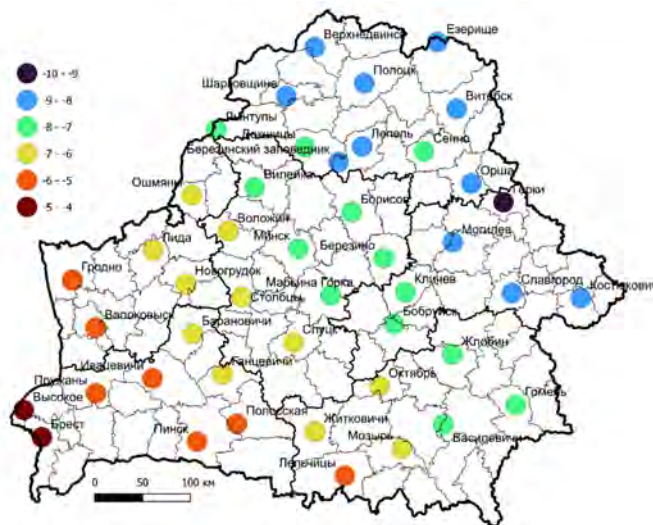 Верхнедвинск
Езерище
-10 - -9
-9 - -8
-8 - -7
-7 - -6
-6 - -5
-5 - -4
Полоцк
Шарковщина
Витебск
Лынтупы
Докшицы
Лепель
Сенно
Березинский заповедник
Орша
Горки
Ошмяны
Вилейка
Борисов
Воложин
Минск
Могилев
Лида
Березино
Гродно
Новогрудок
Марьина Горка
Кличев
Славгород
Костюкович
Столбцы
Волковыск
Барановичи
Слуцк
Бобруйск
Жлобин
Ивацевичи
Ганцевичи
Октябрь
Пружаны
Высокое
Гомель
Брест
Полесская
Житковичи
Василевичи
Пинск
Мозырь
Лельчицы
0 50 100 км